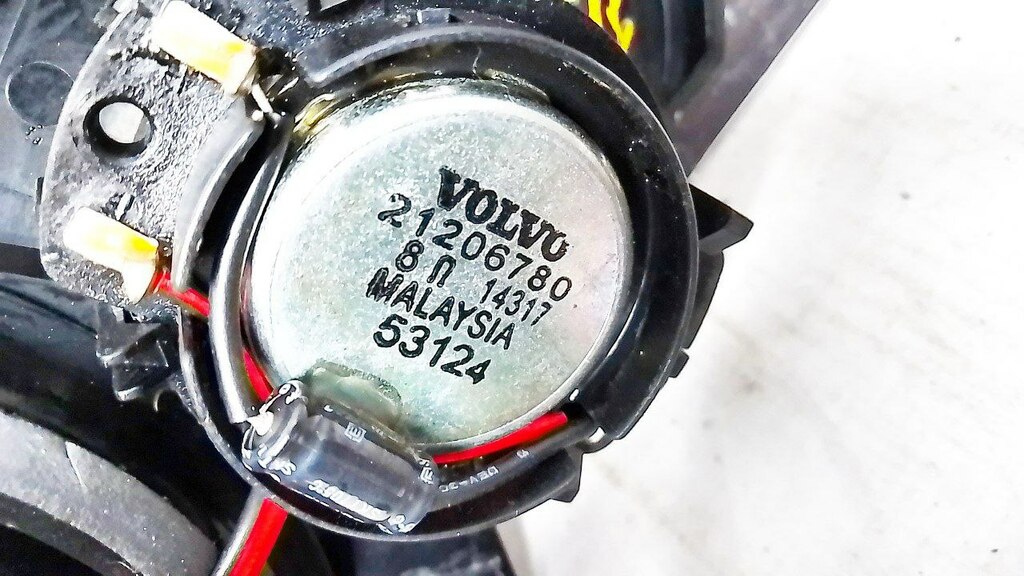 VOLVO
21206780
8 Π 14317
MALAYSIA
53124